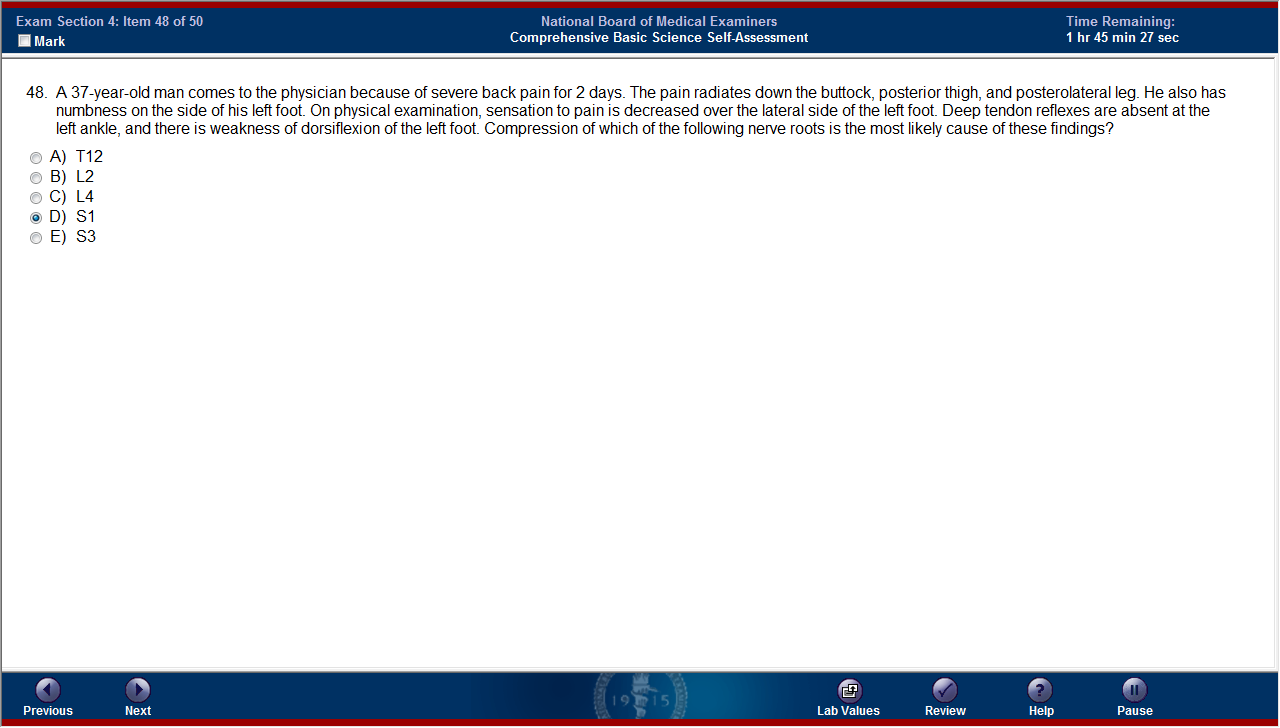 Exam Section 4: Item 48 of 50
National Board of Medical Examiners
Time Remaining:
Mark
Comprehensive Basic Science Self-Assessment
1 hr 45 min 27 sec
48. A 37-year-old man comes to the physician because of severe back pain for 2 days. The pain radiates down the buttock, posterior thigh, and posterolateral leg. He also has
numbness on the side of his left foot. On physical examination, sensation to pain is decreased over the lateral side of the left foot. Deep tendon reflexes are absent at the
left ankle, and there is weakness of dorsiflexion of the left foot. Compression of which of the following nerve roots is the most likely cause of these findings?
A) T12
B) L2
C) L4
D) S1
E) S3
1915
Previous
Next
Lab Values
Review
Help
Pause